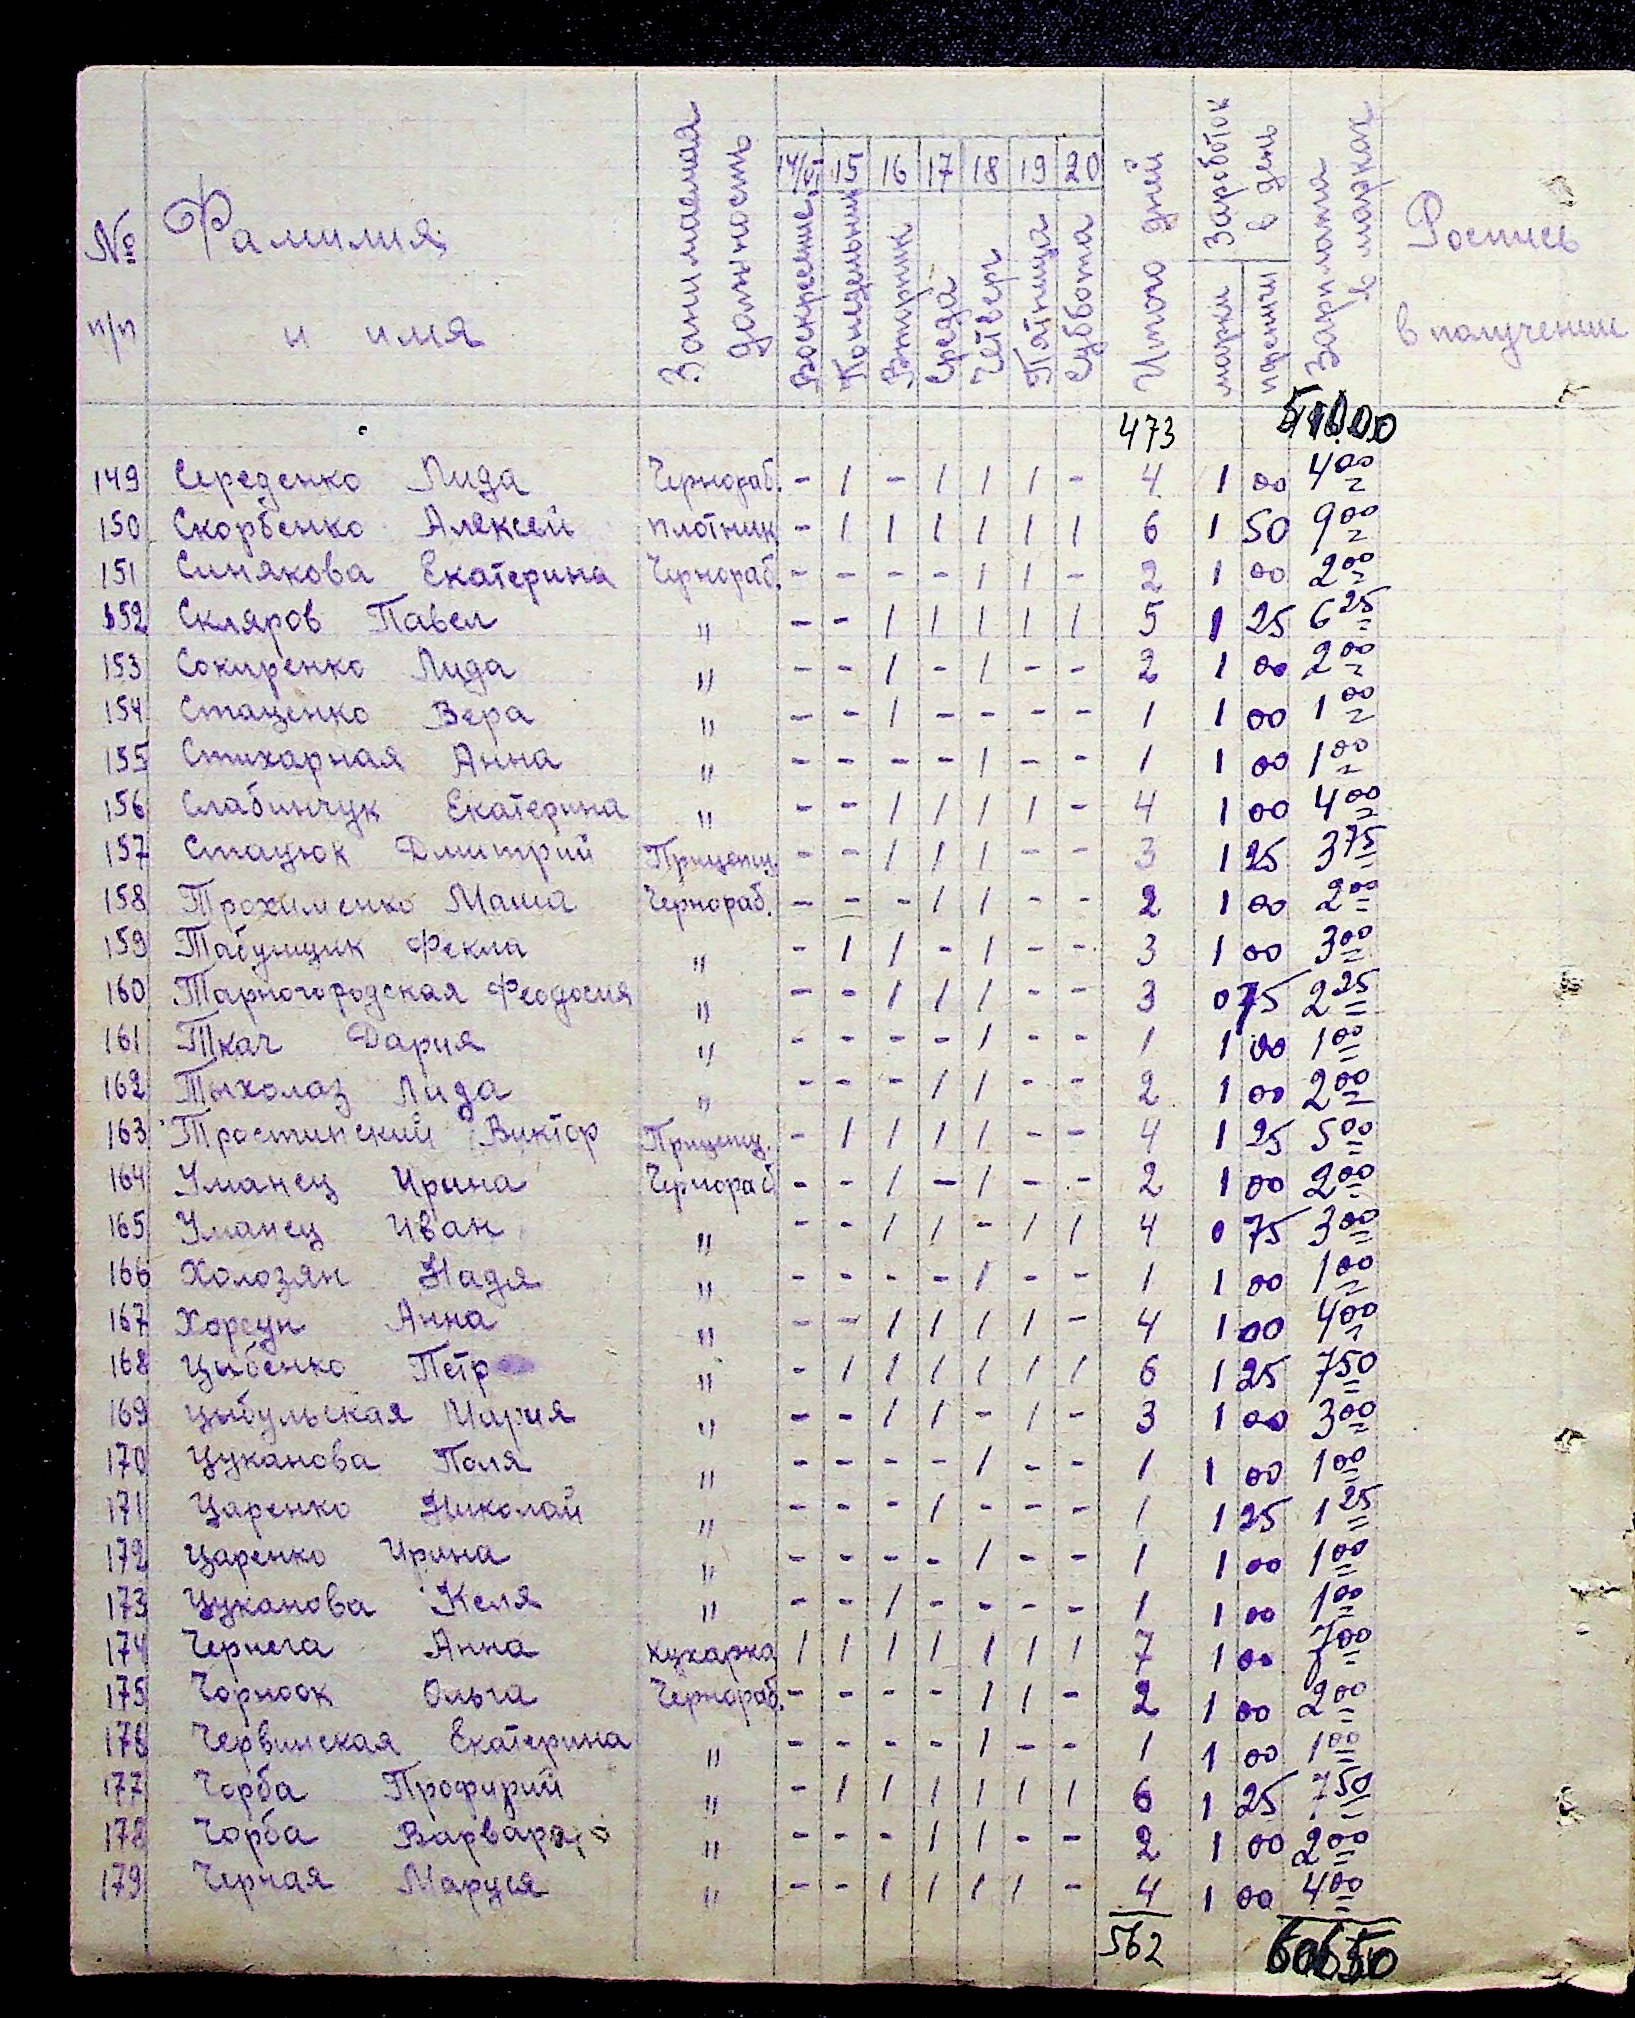 № п/п Фамилия и имя Занимаемая должность 14/VI 15 16 17 18 19 20 Итого дней Заработок в день Зарплата в марках Роспись в получении
Воскресение Понедельник Вторник Среда Четверг Пятница Суббота марки пфеннги
473
149 Середенко Лида Чернораб. - 1 - 1 1 1 - 4 1 00 4 00
150 Скорбенко Алексей плотник - 1 1 1 1 1 1 6 1 50 9 00
151 Синякова Екатерина Чернораб. - - - - 1 1 - 2 1 00 2 00
152 Скляров Павел " - - 1 1 1 1 1 5 1 25 6 25
153 Сокиренко Лида " - - 1 - 1 - - 2 1 00 2 00
154 Стаценко Вера " - - 1 - - - - 1 1 00 1 00
155 Стихарная Анна " - - - - 1 - - 1 1 00 1 00
156 Слабинчук Екатерина " - - 1 1 1 1 - 4 1 00 4 00
157 Стацюк Дмитрий Прицепщ. - - 1 1 1 - - 3 1 25 3 75
158 Трохименко Маша Чернораб. - - - 1 1 - - 2 1 00 2 00
159 Табунщик Фекла " - 1 1 - 1 - - 3 1 00 3 00
160 Тарногородская Феодосия " - - 1 1 1 - - 3 0 75 2 25
161 Ткач Дария " - - - - 1 - - 1 1 00 1 00
162 Тыхолаз Лида " - - - 1 1 - - 2 1 00 2 00
163 Тростинский Виктор Прицепщ. - 1 1 1 1 - - 4 1 25 5 00
164 Уманец Ирина Чернораб - - 1 - 1 - - 2 1 00 2 00
165 Уманец Иван " - - 1 1 - 1 1 4 0 75 3 00
166 Холозян Надя " - - - - 1 - - 1 1 00 1 00
167 Хорсун Анна " - - 1 1 1 1 - 4 1 00 4 00
168 Цыбенко Петр " - 1 1 1 1 1 1 6 1 25 7 50
169 Цыбульская Мария " - - 1 1 - 1 - 3 1 00 3 00
170 Цуканова Поля " - - - - 1 - - 1 1 00 1 00
171 Царенко Николай " - - - 1 - - - 1 1 25 1 25
172 Царенко Ирина " - - - - 1 - - 1 1 00 1 00
173 Цуканова Келя " - - 1 - - - - 1 1 00 1 00
174 Чернега Анна кухарка 1 1 1 1 1 1 1 7 1 00 7 00
175 Чорноок Ольга Чернораб. - - - - 1 1 - 2 1 00 2 00
176 Червинская Екатерина " - - - - 1 - - 1 1 00 1 00
177 Чорба Профирий " - 1 1 1 1 1 1 6 1 25 7 50
178 Чорба Варвара " - - - 1 1 - - 2 1 00 2 00
179 Черная Маруся " - - 1 1 1 1 - 4 1 00 4 00
562